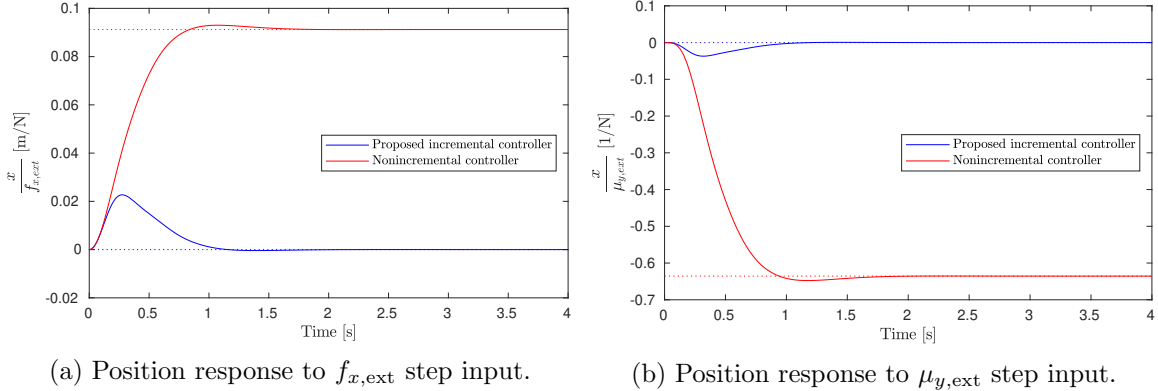 0.1
0.08
0.06
0.04
0.02
0
-0.02
x
f_{x,ext}
[m/N]
Proposed incremental controller
Nonincremental controller
0 0.5 1 1.5 2 2.5 3 3.5 4
Time [s]
(a) Position response to f_{x,ext} step input.
0.1
0
-0.1
-0.2
-0.3
-0.4
-0.5
-0.6
-0.7
x
μ_{y,ext}
[1/N]
Proposed incremental controller
Nonincremental controller
0 0.5 1 1.5 2 2.5 3 3.5 4
Time [s]
(b) Position response to μ_{y,ext} step input.